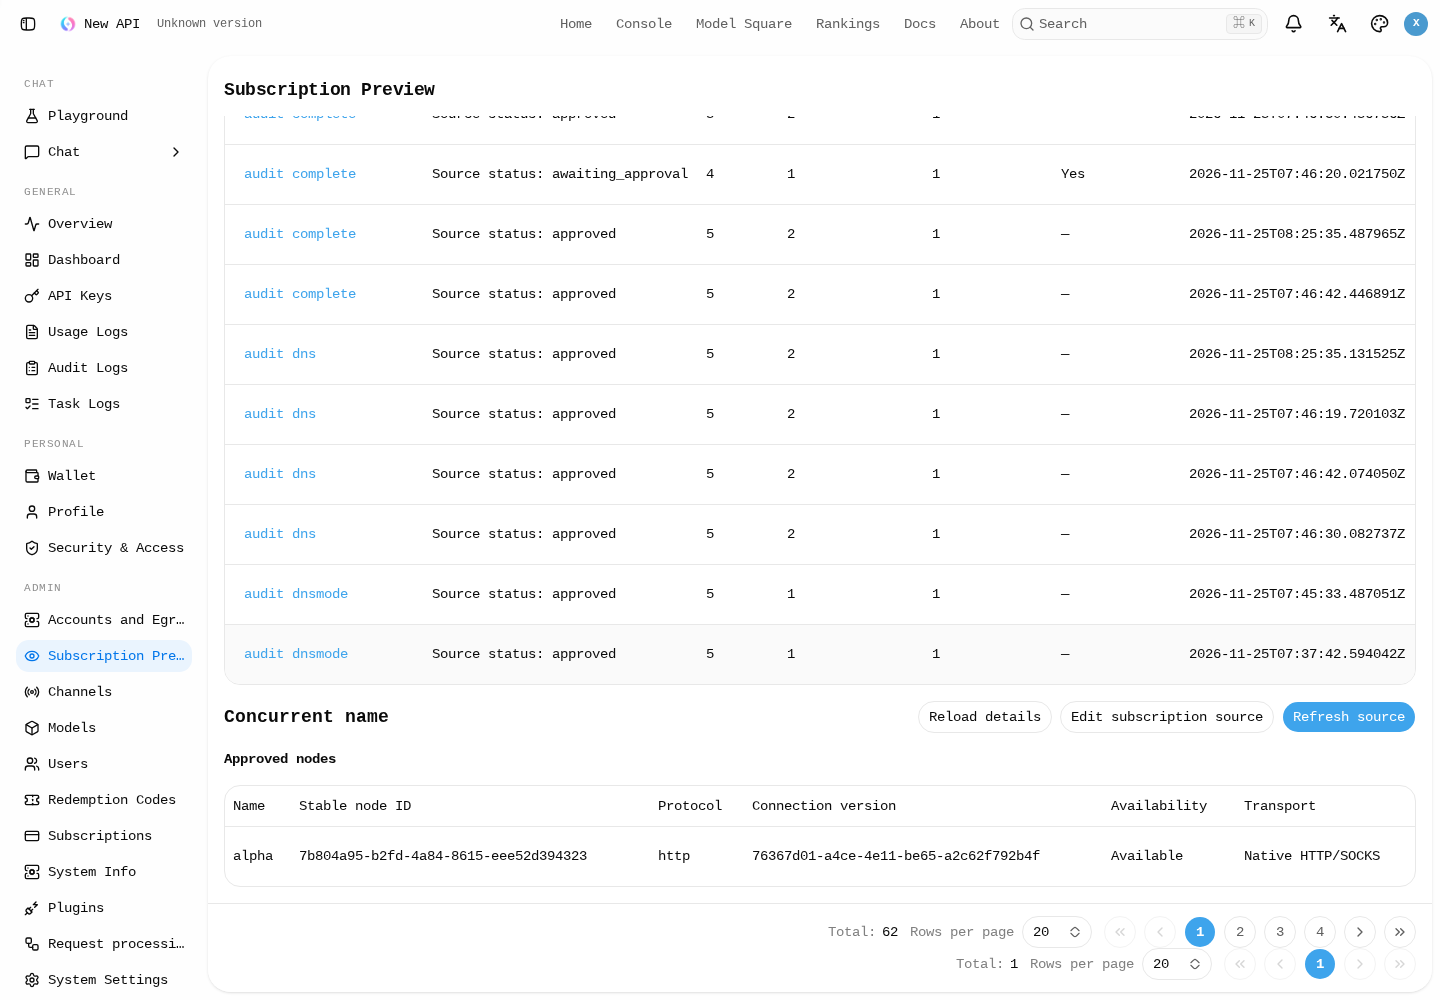 New API Unknown version Home Console Model Square Rankings Docs About Search ⌘ K X
CHAT
Playground
Chat
GENERAL
Overview
Dashboard
API Keys
Usage Logs
Audit Logs
Task Logs
PERSONAL
Wallet
Profile
Security & Access
ADMIN
Accounts and Egr…
Subscription Pre…
Channels
Models
Users
Redemption Codes
Subscriptions
System Info
Plugins
Request processi…
System Settings
Subscription Preview
audit complete Source status: approved 2 1
audit complete Source status: awaiting_approval 4 1 1 Yes 2026-11-25T07:46:20.021750Z
audit complete Source status: approved 5 2 1 — 2026-11-25T08:25:35.487965Z
audit complete Source status: approved 5 2 1 — 2026-11-25T07:46:42.446891Z
audit dns Source status: approved 5 2 1 — 2026-11-25T08:25:35.131525Z
audit dns Source status: approved 5 2 1 — 2026-11-25T07:46:19.720103Z
audit dns Source status: approved 5 2 1 — 2026-11-25T07:46:42.074050Z
audit dns Source status: approved 5 2 1 — 2026-11-25T07:46:30.082737Z
audit dnsmode Source status: approved 5 1 1 — 2026-11-25T07:45:33.487051Z
audit dnsmode Source status: approved 5 1 1 — 2026-11-25T07:37:42.594042Z
Concurrent name Reload details Edit subscription source Refresh source
Approved nodes
Name Stable node ID Protocol Connection version Availability Transport
alpha 7b804a95-b2fd-4a84-8615-eee52d394323 http 76367d01-a4ce-4e11-be65-a2c62f792b4f Available Native HTTP/SOCKS
Total: 62 Rows per page 20 1 2 3 4
Total: 1 Rows per page 20 1